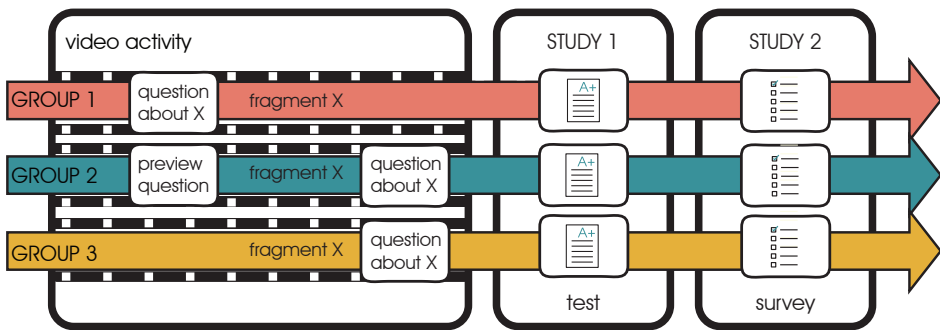 video activity
STUDY 1
STUDY 2
GROUP 1
question
about X
fragment X
A+
GROUP 2
preview
question
fragment X
question
about X
A+
GROUP 3
fragment X
question
about X
A+
test
survey